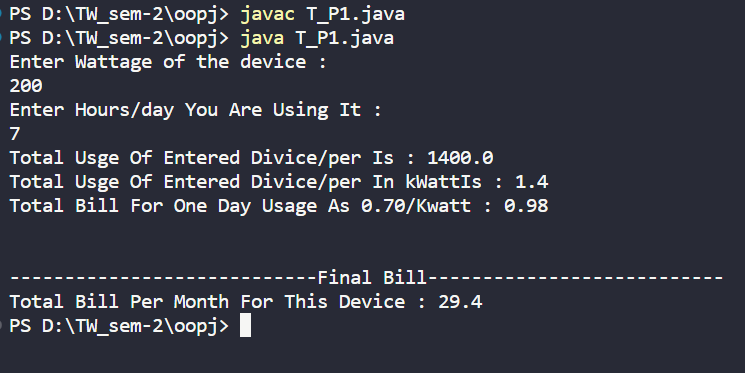 PS D:\TW_sem-2\oopj> javac T_P1.java
PS D:\TW_sem-2\oopj> java T_P1.java
Enter Wattage of the device :
200
Enter Hours/day You Are Using It :
7
Total Usge Of Entered Divice/per Is : 1400.0
Total Usge Of Entered Divice/per In kWattIs : 1.4
Total Bill For One Day Usage As 0.70/Kwatt : 0.98
----------------------------Final Bill---------------------------
Total Bill Per Month For This Device : 29.4
PS D:\TW_sem-2\oopj>